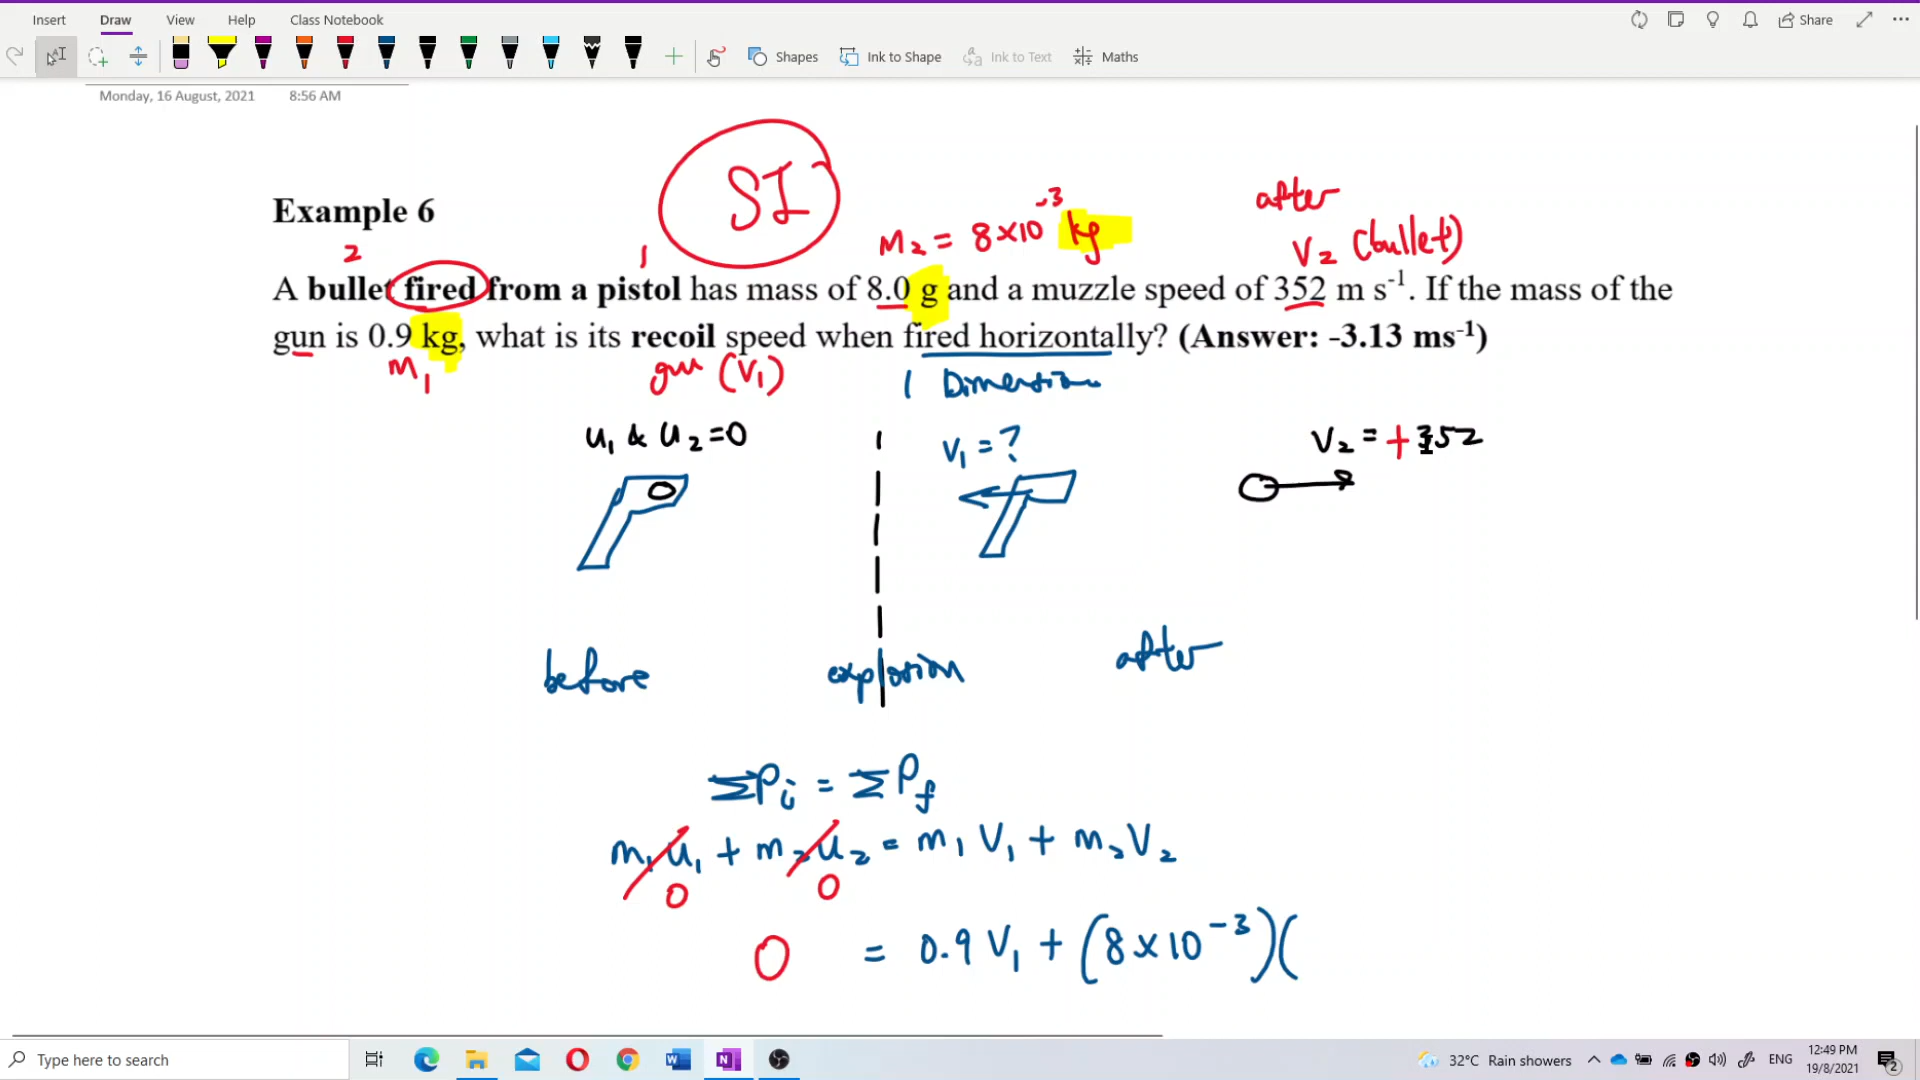 Insert Draw View Help Class Notebook Share
Shapes Ink to Shape Ink to Text Maths
Monday, 16 August, 2021 8:56 AM
SI
Example 6
M₂ = 8×10⁻³ kg
after
V₂ (bullet)
2
1
A bullet fired from a pistol has mass of 8.0 g and a muzzle speed of 352 m s⁻¹. If the mass of the
gun is 0.9 kg, what is its recoil speed when fired horizontally? (Answer: -3.13 ms⁻¹)
M₁
gun (V₁)
1 Dimension
u₁ & u₂ =0
V₁ = ?
V₂ = +352
before explosion after
ΣPi = ΣPf
m₁u₁ + m₂u₂ = m₁V₁ + m₂V₂
0 0
0 = 0.9 V₁ + (8×10⁻³)(
Type here to search
32°C Rain showers ENG 12:49 PM
19/8/2021
2